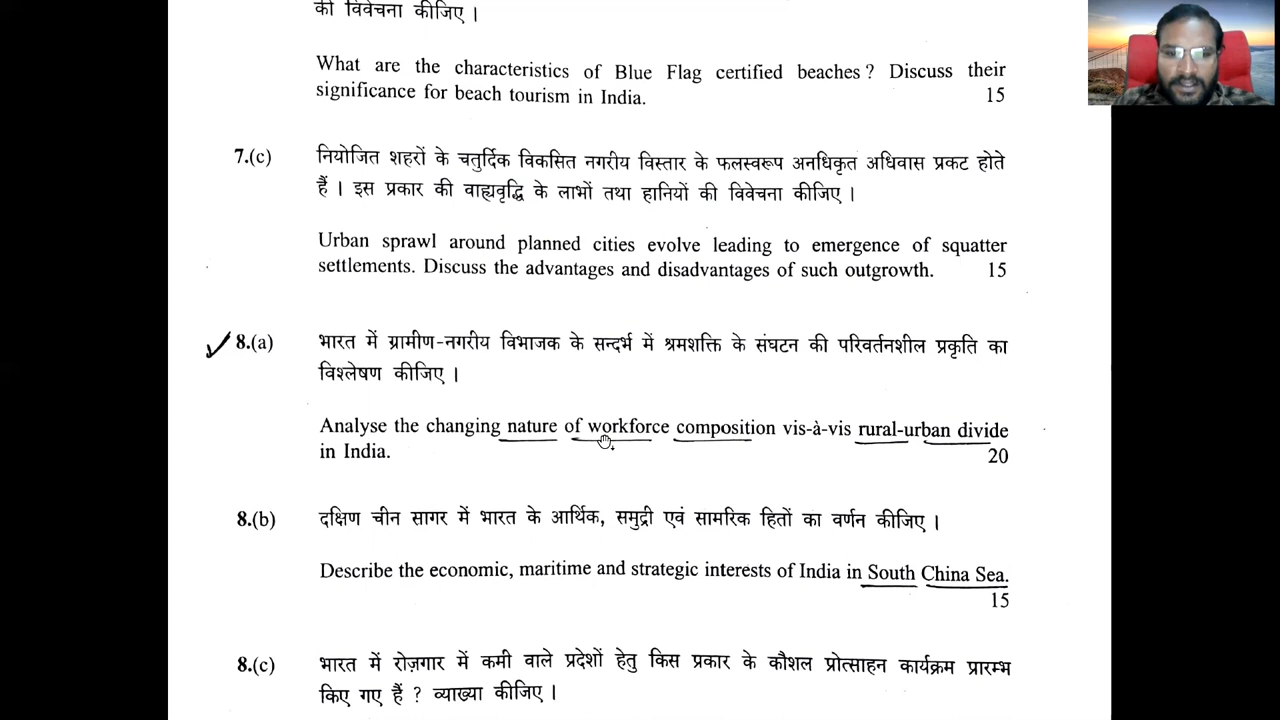 की विवेचना कीजिए ।
What are the characteristics of Blue Flag certified beaches ? Discuss their
significance for beach tourism in India. 15
7.(c) नियोजित शहरों के चतुर्दिक विकसित नगरीय विस्तार के फलस्वरूप अनधिकृत अधिवास प्रकट होते
हैं । इस प्रकार की वाह्यवृद्धि के लाभों तथा हानियों की विवेचना कीजिए ।
Urban sprawl around planned cities evolve leading to emergence of squatter
settlements. Discuss the advantages and disadvantages of such outgrowth. 15
8.(a) भारत में ग्रामीण-नगरीय विभाजक के सन्दर्भ में श्रमशक्ति के संघटन की परिवर्तनशील प्रकृति का
विश्लेषण कीजिए ।
Analyse the changing nature of workforce composition vis-à-vis rural-urban divide
in India. 20
8.(b) दक्षिण चीन सागर में भारत के आर्थिक, समुद्री एवं सामरिक हितों का वर्णन कीजिए ।
Describe the economic, maritime and strategic interests of India in South China Sea.
15
8.(c) भारत में रोज़गार में कमी वाले प्रदेशों हेतु किस प्रकार के कौशल प्रोत्साहन कार्यक्रम प्रारम्भ
किए गए हैं ? व्याख्या कीजिए ।